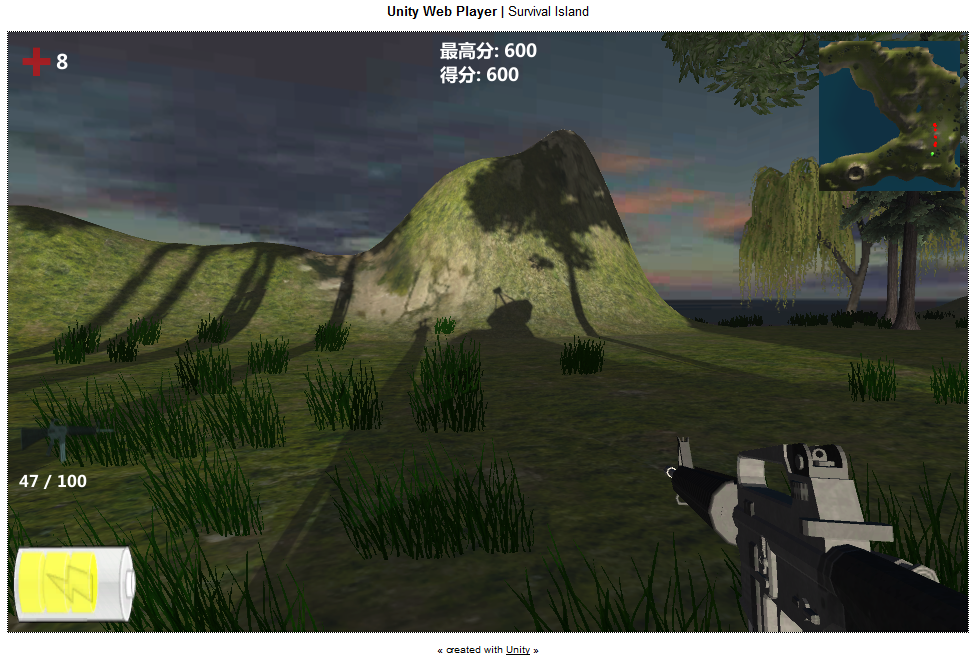 Unity Web Player | Survival Island
8
最高分: 600
得分: 600
47 / 100
« created with Unity »